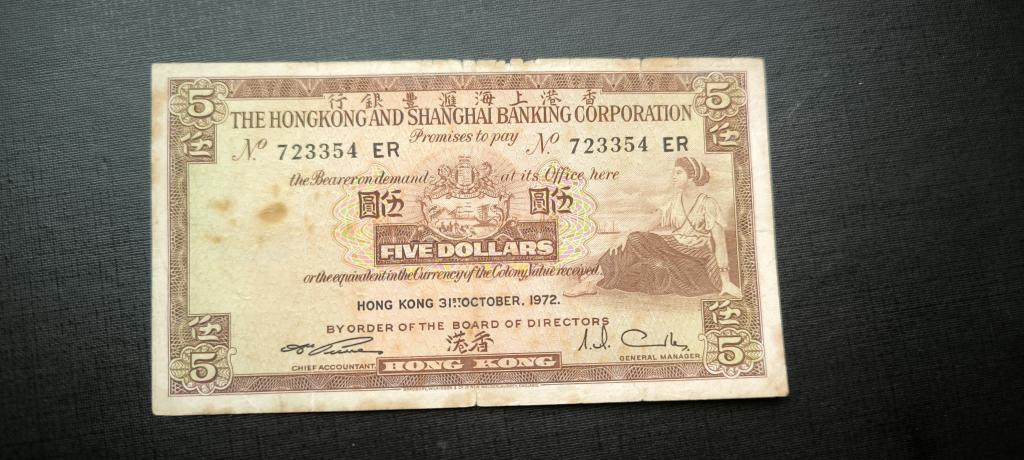 5 行銀豐滙海上港香 5
THE HONGKONG AND SHANGHAI BANKING CORPORATION
伍 Promises to pay 伍
Nº 723354 ER Nº 723354 ER
the Bearer on demand at its Office here
圓伍 圓伍
FIVE DOLLARS
or the equivalent in the Currency of the Colony, Value received.
HONG KONG 31ST OCTOBER, 1972.
BY ORDER OF THE BOARD OF DIRECTORS
伍 港香 伍
CHIEF ACCOUNTANT. GENERAL MANAGER
5 HONG KONG 5